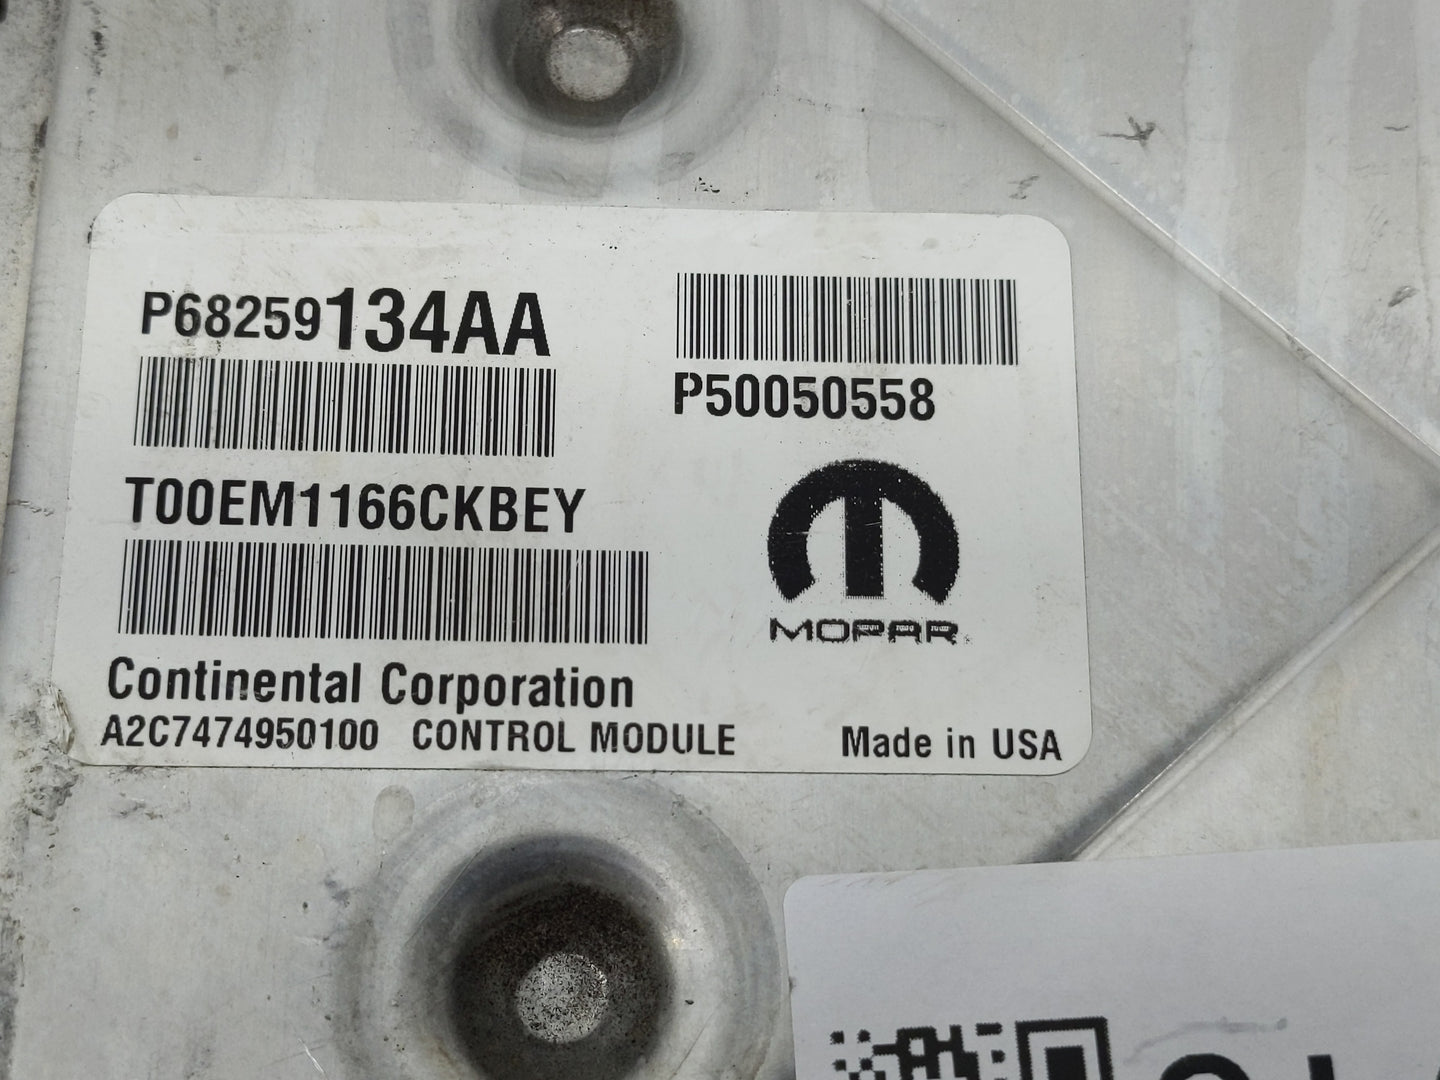 P68259134AA
P50050558
T00EM1166CKBEY
MOPAR
Continental Corporation
A2C7474950100 CONTROL MODULE Made in USA